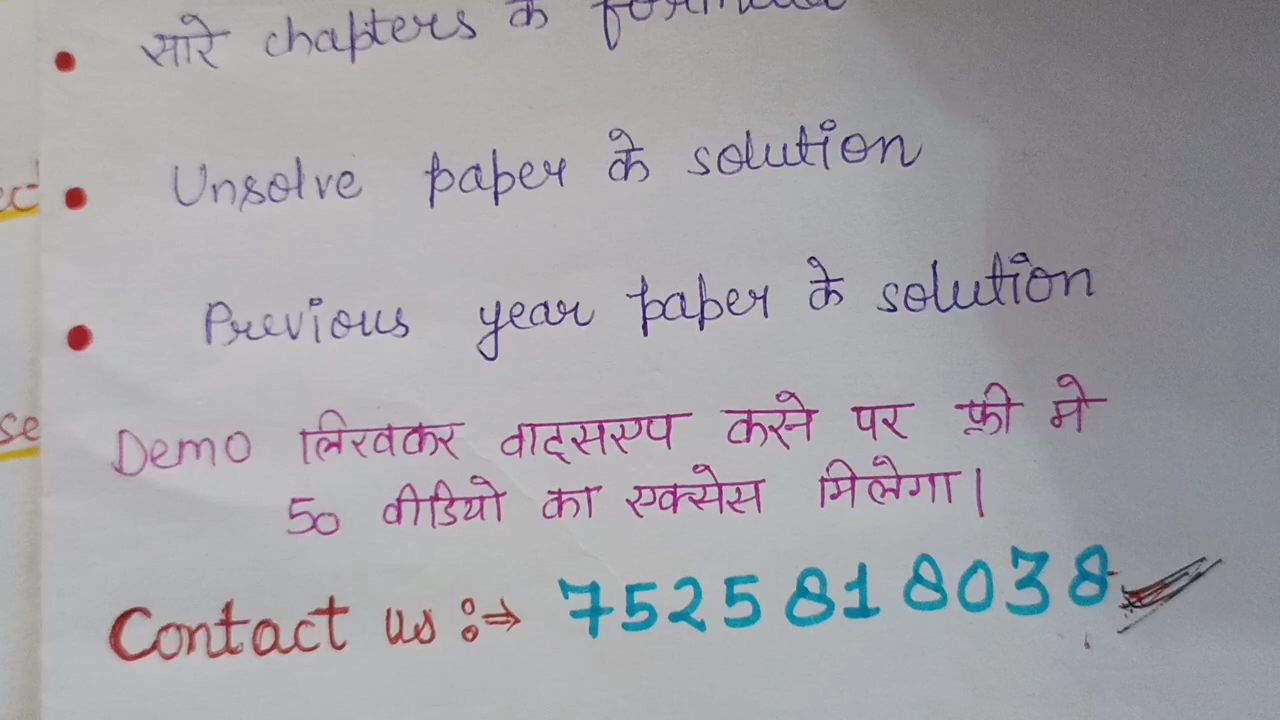 सारे chapters के
Unsolve paper के solution
Previous year paper के solution
Demo लिखकर वाट्सएप करने पर फ्री मे
50 वीडियो का एक्सेस मिलेगा।
Contact us :⇒ 7525818038